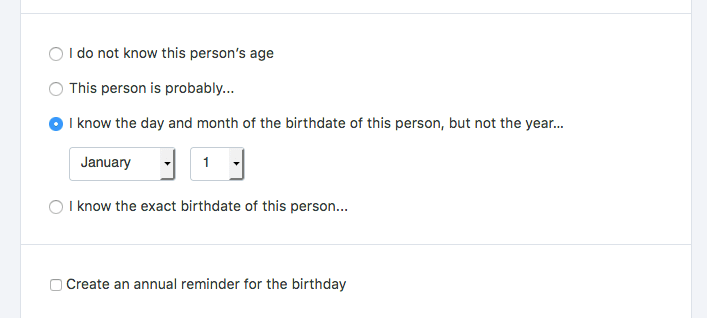 I do not know this person's age
This person is probably...
I know the day and month of the birthdate of this person, but not the year...
January 1
I know the exact birthdate of this person...
Create an annual reminder for the birthday